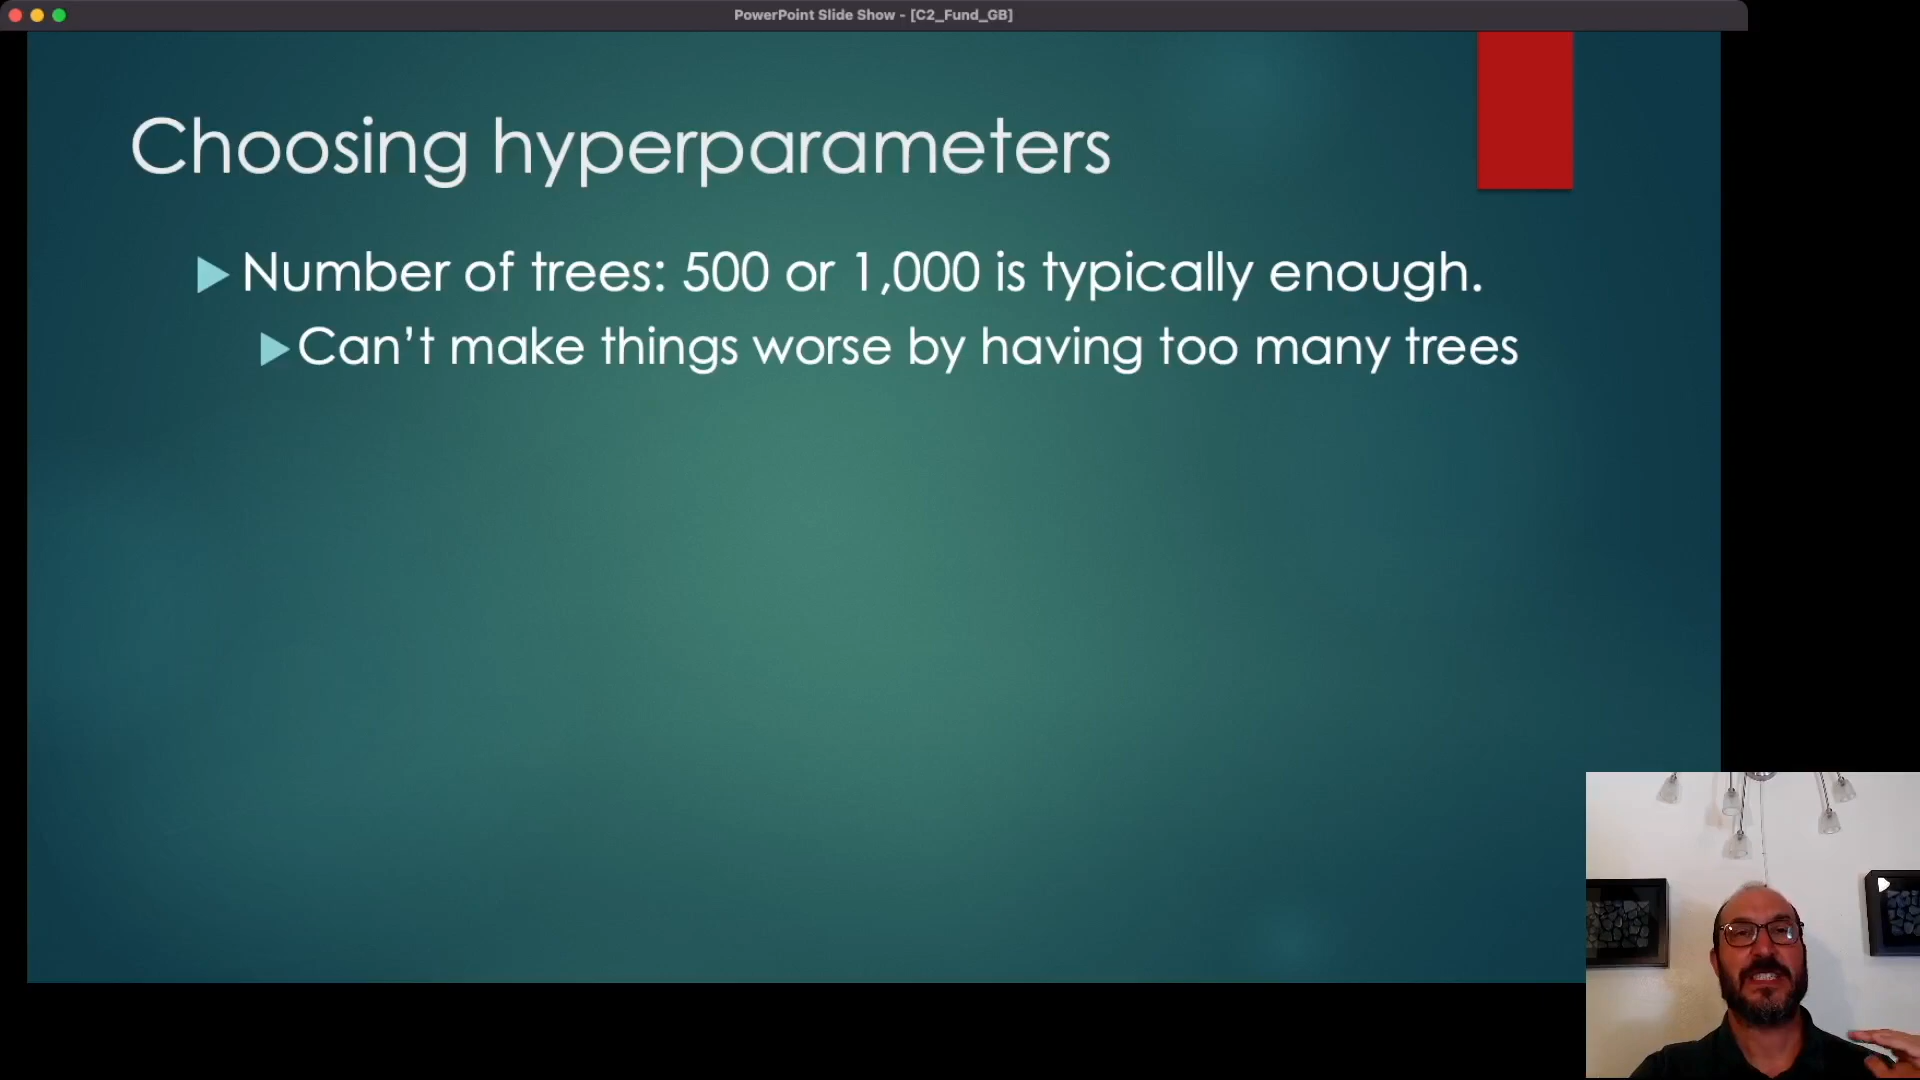 PowerPoint Slide Show - [C2_Fund_GB]
Choosing hyperparameters
Number of trees: 500 or 1,000 is typically enough.
Can’t make things worse by having too many trees